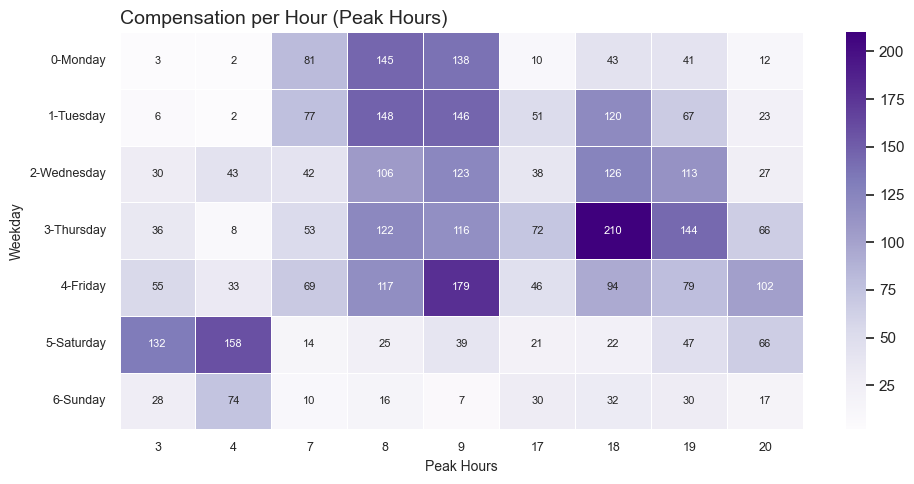 Compensation per Hour (Peak Hours)
0-Monday 3 2 81 145 138 10 43 41 12
1-Tuesday 6 2 77 148 146 51 120 67 23
2-Wednesday 30 43 42 106 123 38 126 113 27
3-Thursday 36 8 53 122 116 72 210 144 66
4-Friday 55 33 69 117 179 46 94 79 102
5-Saturday 132 158 14 25 39 21 22 47 66
6-Sunday 28 74 10 16 7 30 32 30 17
3 4 7 8 9 17 18 19 20
Peak Hours
Weekday
200
175
150
125
100
75
50
25